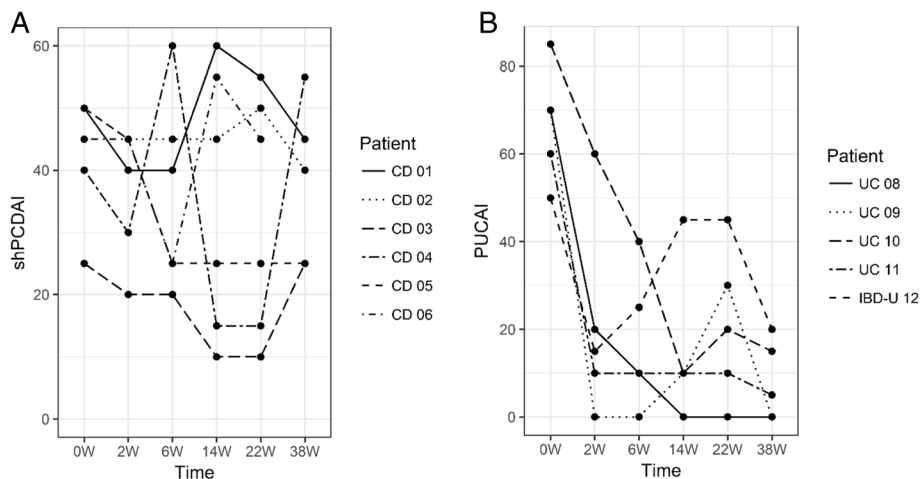 A
shPCDAI
60
40
20
0
0W 2W 6W 14W 22W 38W
Time
Patient
CD 01
CD 02
CD 03
CD 04
CD 05
CD 06
B
PUCAI
80
60
40
20
0
0W 2W 6W 14W 22W 38W
Time
Patient
UC 08
UC 09
UC 10
UC 11
IBD-U 12